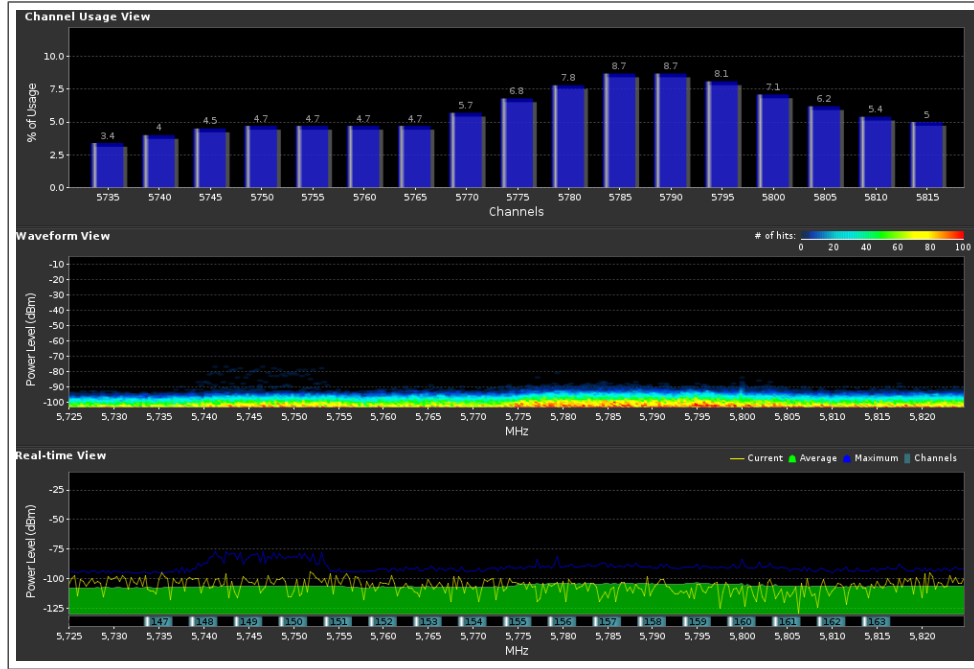 Channel Usage View
% of Usage
10.0
7.5
5.0
2.5
0.0
3.4 4 4.5 4.7 4.7 4.7 4.7 5.7 6.8 7.8 8.7 8.7 8.1 7.1 6.2 5.4 5
5735 5740 5745 5750 5755 5760 5765 5770 5775 5780 5785 5790 5795 5800 5805 5810 5815
Channels
Waveform View
# of hits:
0 20 40 60 80 100
Power Level (dBm)
-10
-20
-30
-40
-50
-60
-70
-80
-90
-100
5,725 5,730 5,735 5,740 5,745 5,750 5,755 5,760 5,765 5,770 5,775 5,780 5,785 5,790 5,795 5,800 5,805 5,810 5,815 5,820
MHz
Real-time View
Current Average Maximum Channels
Power Level (dBm)
-25
-50
-75
-100
-125
147 148 149 150 151 152 153 154 155 156 157 158 159 160 161 162 163
5,725 5,730 5,735 5,740 5,745 5,750 5,755 5,760 5,765 5,770 5,775 5,780 5,785 5,790 5,795 5,800 5,805 5,810 5,815 5,820
MHz